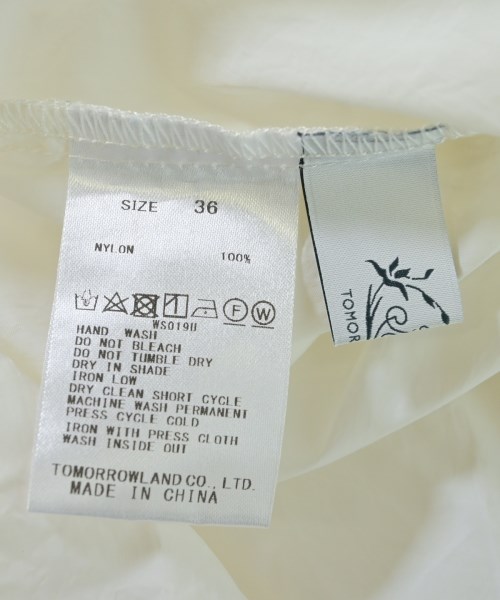 SIZE 36
NYLON 100%
F W
WS019U
HAND WASH
DO NOT BLEACH
DO NOT TUMBLE DRY
DRY IN SHADE
IRON LOW
DRY CLEAN SHORT CYCLE
MACHINE WASH PERMANENT
PRESS CYCLE COLD
IRON WITH PRESS CLOTH
WASH INSIDE OUT
TOMORROWLAND CO., LTD.
MADE IN CHINA
TOMOR